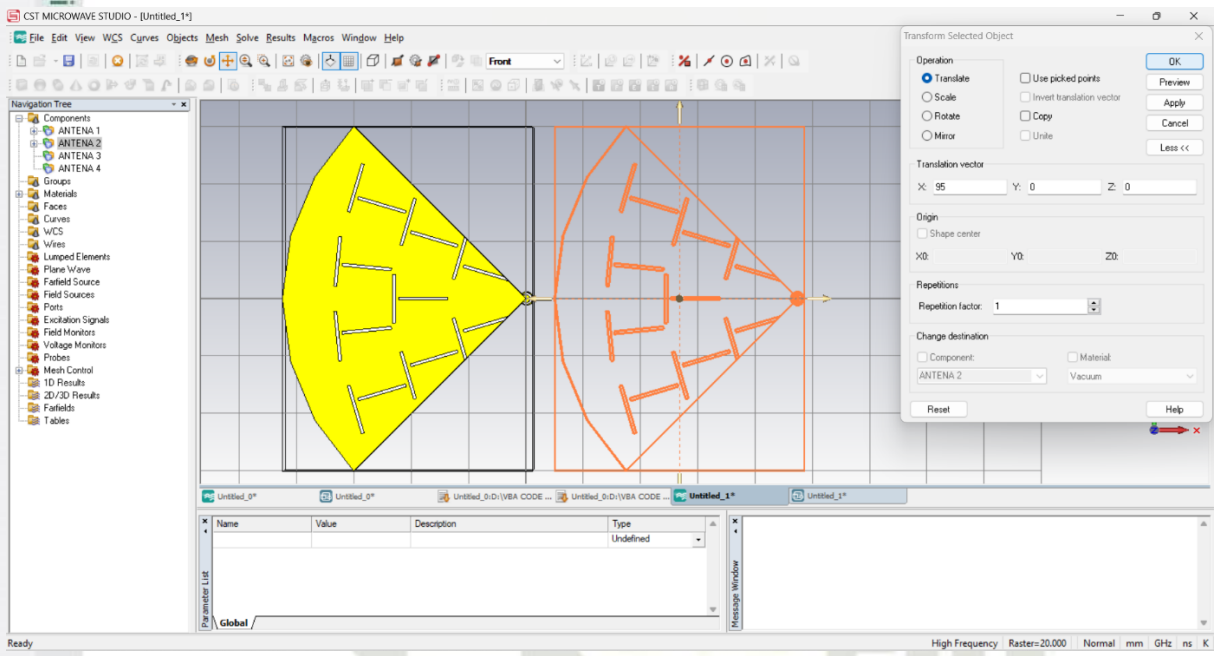 CST MICROWAVE STUDIO - [Untitled_1*]
File Edit View WCS Curves Objects Mesh Solve Results Macros Window Help
Front
Navigation Tree
Components
ANTENA 1
ANTENA 2
ANTENA 3
ANTENA 4
Groups
Materials
Faces
Curves
WCS
Wires
Lumped Elements
Plane Wave
Farfield Source
Field Sources
Ports
Excitation Signals
Field Monitors
Voltage Monitors
Probes
Mesh Control
1D Results
2D/3D Results
Farfields
Tables
Transform Selected Object
Operation
Translate
Scale
Rotate
Mirror
Use picked points
Invert translation vector
Copy
Unite
OK
Preview
Apply
Cancel
Less <<
Translation vector
X: 95 Y: 0 Z: 0
Origin
Shape center
X0: Y0: Z0:
Repetitions
Repetition factor: 1
Change destination
Component: Material:
ANTENA 2 Vacuum
Reset Help
x
Untitled_0* Untitled_0* Untitled_0:D:\VBA CODE ... Untitled_0:D:\VBA CODE ... Untitled_1* Untitled_1*
Name Value Description Type
Undefined
Parameter List
Global
Message Window
Ready
High Frequency Raster=20.000 Normal mm GHz ns K